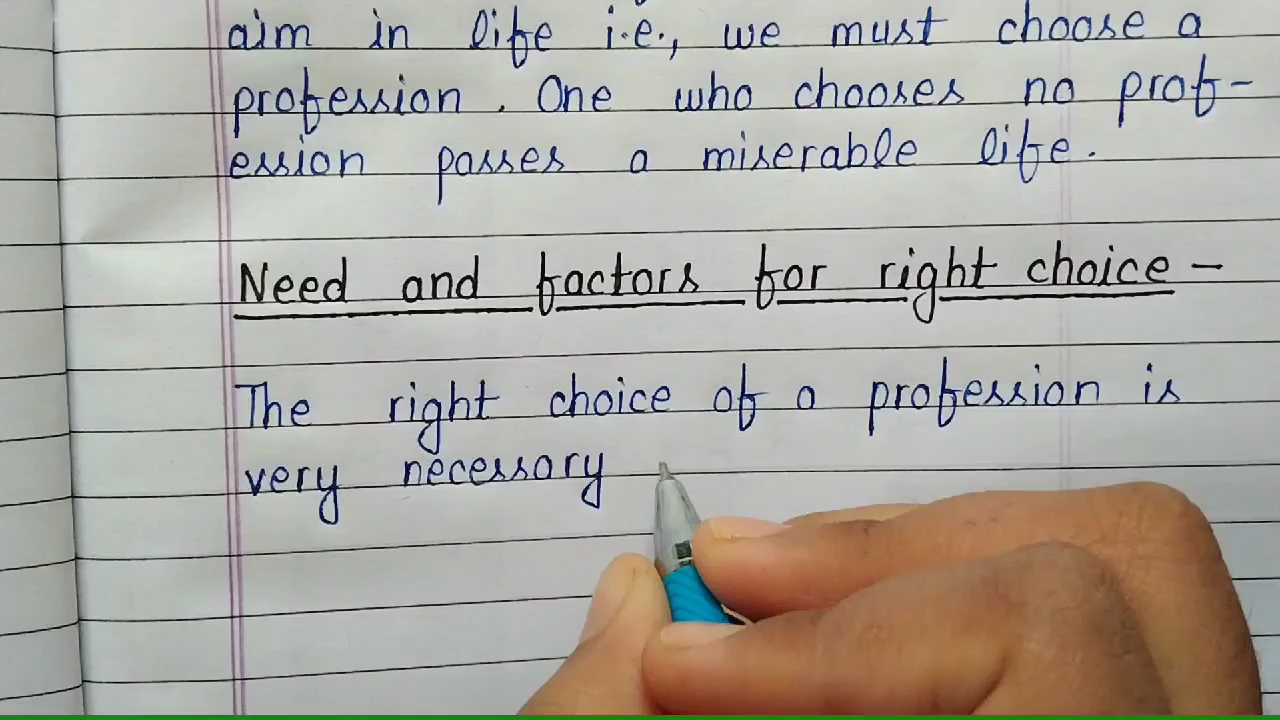 aim in life i.e., we must choose a
profession. One who chooses no prof-
ession passes a miserable life.
Need and factors for right choice -
The right choice of a profession is
very necessary